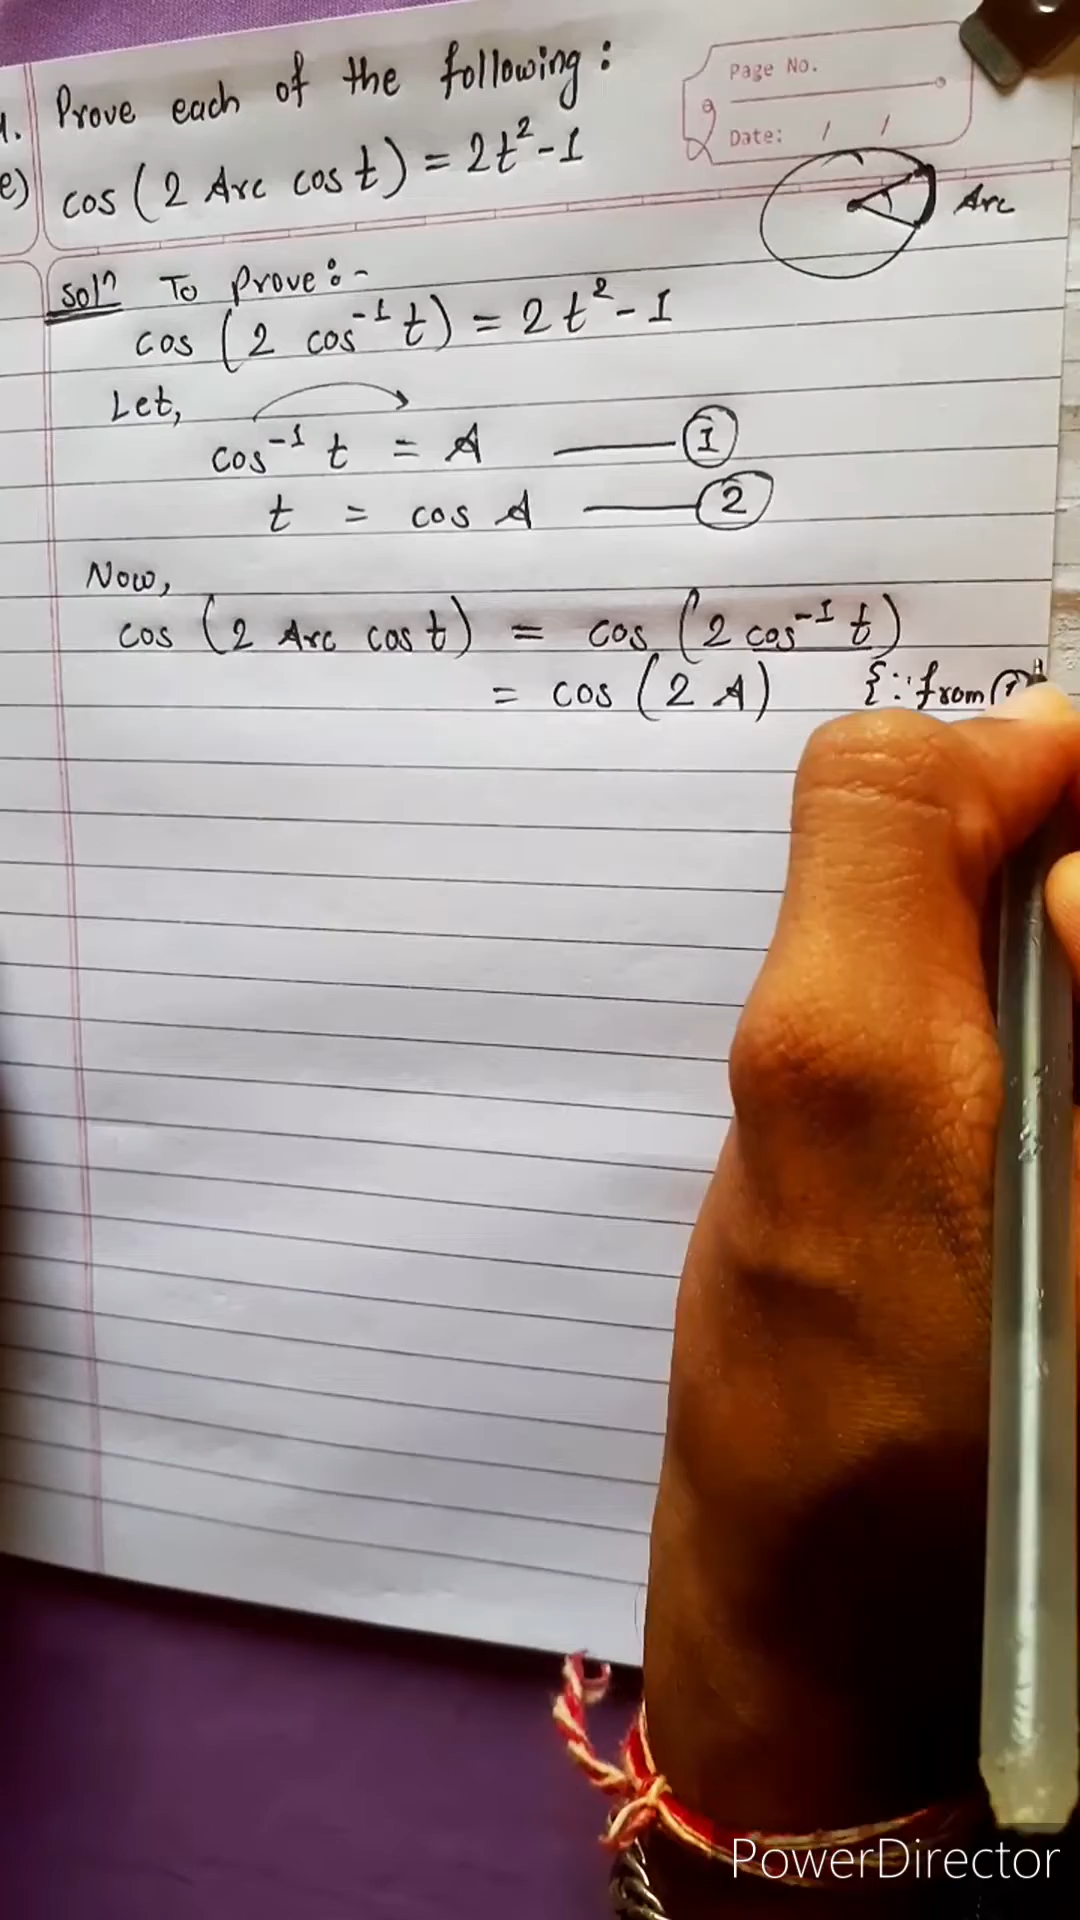 1. Prove each of the following:
Page No.
Date: / /
e) cos (2 Arc cos t) = 2t² - 1
Arc
Solⁿ To prove :-
cos (2 cos⁻¹ t) = 2t² - 1
Let,
cos⁻¹ t = A ——— ①
t = cos A ——— ②
Now,
cos (2 Arc cos t) = cos (2 cos⁻¹ t)
= cos (2 A) {∵ from ①
PowerDirector